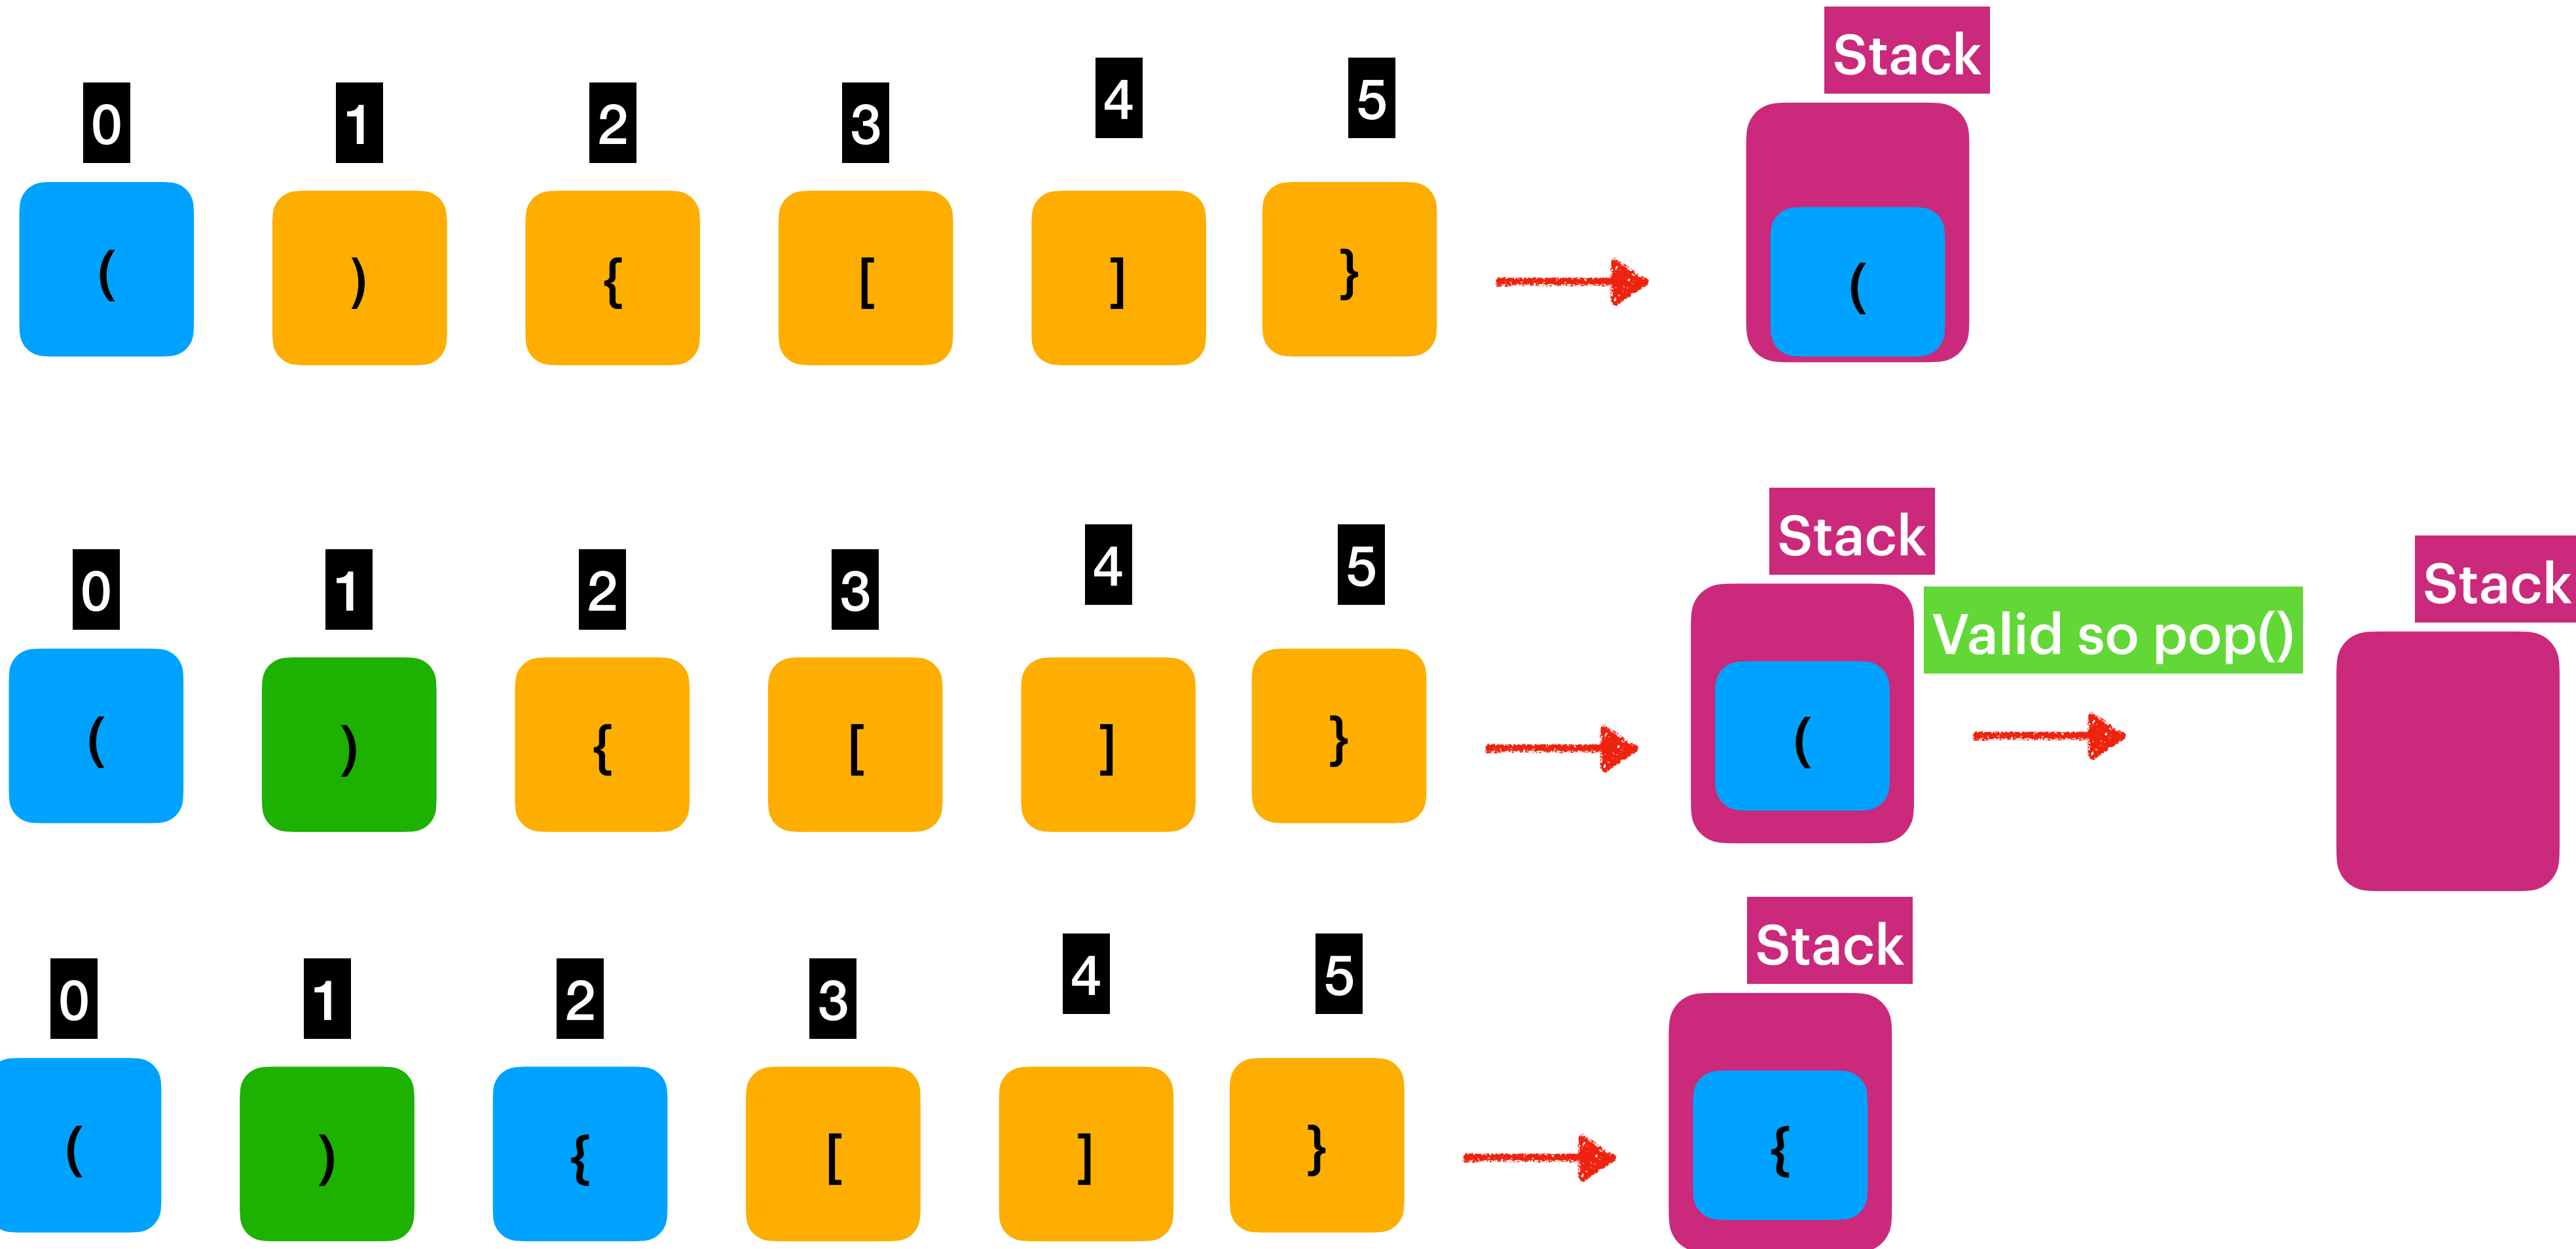 Stack
0 1 2 3 4 5
( ) { [ ] } (
Stack
0 1 2 3 4 5 Stack
Valid so pop()
( ) { [ ] } (
Stack
0 1 2 3 4 5
( ) { [ ] } {